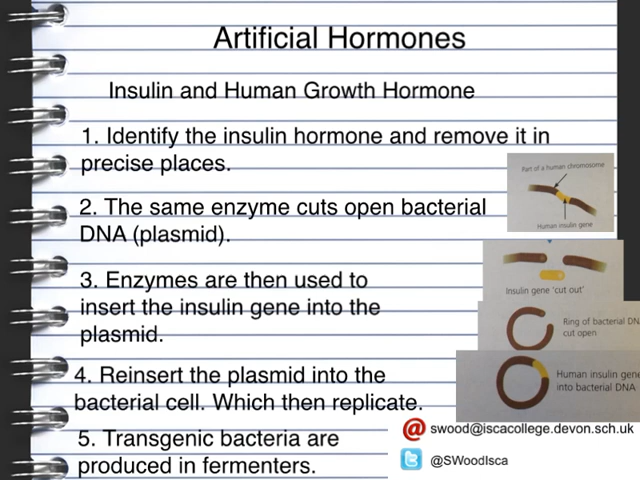 Artificial Hormones
Insulin and Human Growth Hormone
1. Identify the insulin hormone and remove it in
precise places.
Part of a human chromosome
Human insulin gene
2. The same enzyme cuts open bacterial
DNA (plasmid).
3. Enzymes are then used to
insert the insulin gene into the
plasmid.
Insulin gene 'cut out'
Ring of bacterial DN
cut open
4. Reinsert the plasmid into the
bacterial cell. Which then replicate.
Human insulin gene
into bacterial DNA
5. Transgenic bacteria are
produced in fermenters.
@ swood@iscacollege.devon.sch.uk
@SWoodIsca